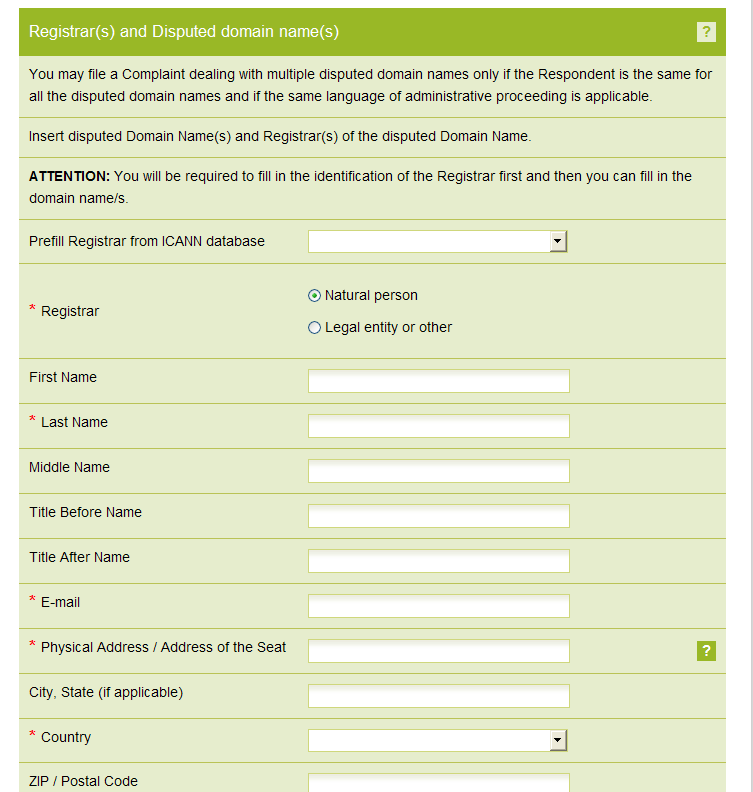 Registrar(s) and Disputed domain name(s)
?
You may file a Complaint dealing with multiple disputed domain names only if the Respondent is the same for
all the disputed domain names and if the same language of administrative proceeding is applicable.
Insert disputed Domain Name(s) and Registrar(s) of the disputed Domain Name.
ATTENTION: You will be required to fill in the identification of the Registrar first and then you can fill in the
domain name/s.
Prefill Registrar from ICANN database
* Registrar
Natural person
Legal entity or other
First Name
* Last Name
Middle Name
Title Before Name
Title After Name
* E-mail
* Physical Address / Address of the Seat
?
City, State (if applicable)
* Country
ZIP / Postal Code